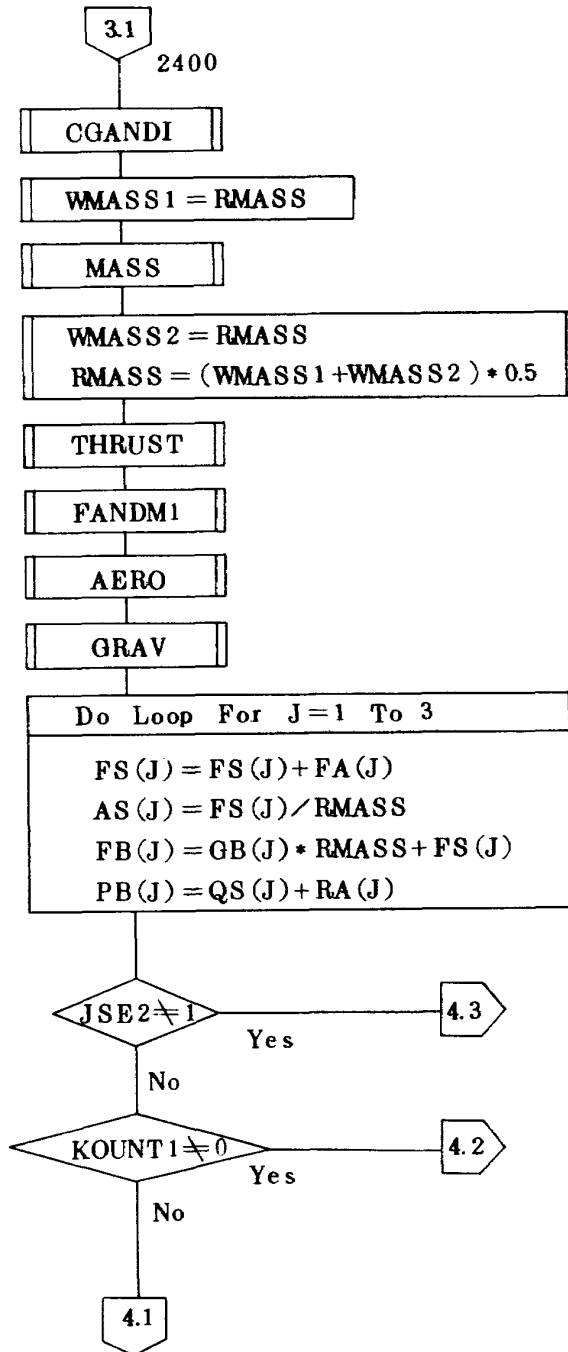 3.1
2400
CGANDI
WMASS1=RMASS
MASS
WMASS2=RMASS
RMASS=(WMASS1+WMASS2)*0.5
THRUST
FANDM1
AERO
GRAV
Do Loop For J=1 To 3
FS(J)=FS(J)+FA(J)
AS(J)=FS(J)/RMASS
FB(J)=GB(J)*RMASS+FS(J)
PB(J)=QS(J)+RA(J)
JSE2≠1
Yes
4.3
No
KOUNT1≠0
Yes
4.2
No
4.1